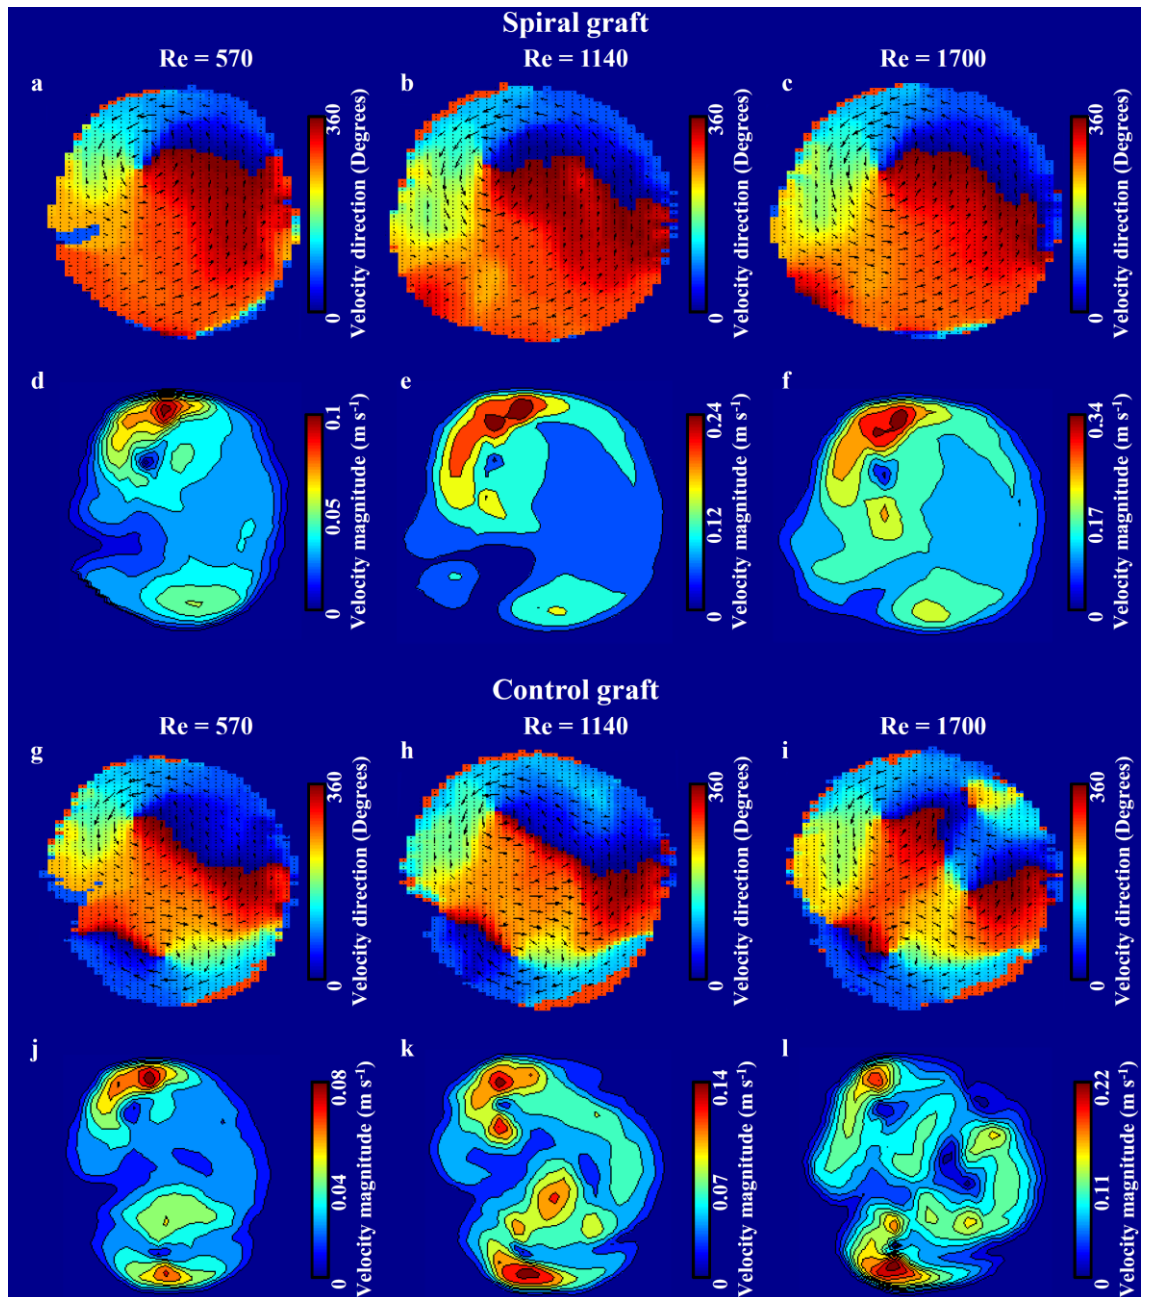 Spiral graft
Re = 570
Re = 1140
Re = 1700
a
360
Velocity direction (Degrees)
0
b
360
Velocity direction (Degrees)
0
c
360
Velocity direction (Degrees)
0
d
0.1
0.05
0
Velocity magnitude (m s⁻¹)
e
0.24
0.12
0
Velocity magnitude (m s⁻¹)
f
0.34
0.17
0
Velocity magnitude (m s⁻¹)
Control graft
Re = 570
Re = 1140
Re = 1700
g
360
Velocity direction (Degrees)
0
h
360
Velocity direction (Degrees)
0
i
360
Velocity direction (Degrees)
0
j
0.08
0.04
0
Velocity magnitude (m s⁻¹)
k
0.14
0.07
0
Velocity magnitude (m s⁻¹)
l
0.22
0.11
0
Velocity magnitude (m s⁻¹)